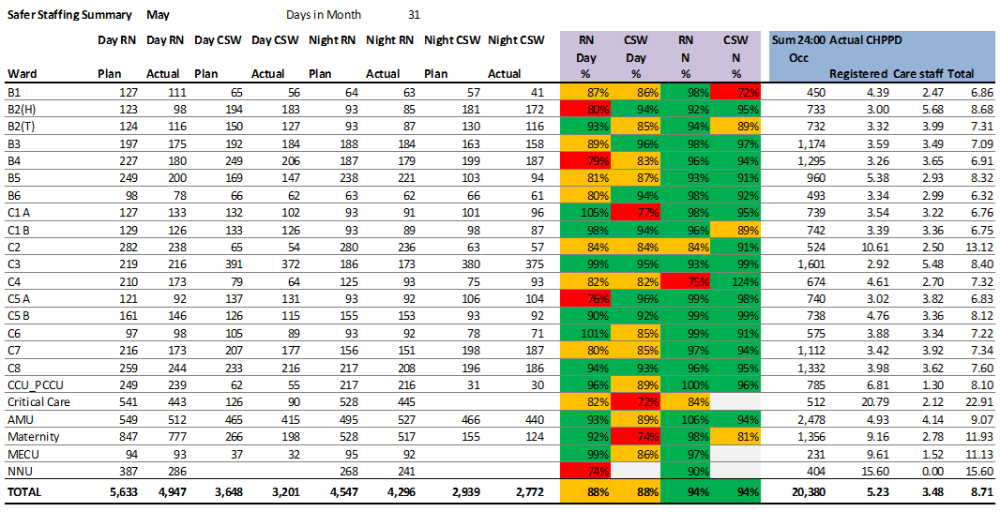 Safer Staffing Summary May Days in Month 31
Day RN Day RN Day CSW Day CSW Night RN Night RN Night CSW Night CSW RN CSW RN CSW Sum 24:00 Actual CHPPD
Day Day N N Occ
Ward Plan Actual Plan Actual Plan Actual Plan Actual % % % % Registered Care staff Total
B1 127 111 65 56 64 63 57 41 87% 86% 98% 72% 450 4.39 2.47 6.86
B2(H) 123 98 194 183 93 85 181 172 80% 94% 92% 95% 733 3.00 5.68 8.68
B2(T) 124 116 150 127 93 87 130 116 93% 85% 94% 89% 732 3.32 3.99 7.31
B3 197 175 192 184 188 184 163 158 89% 96% 98% 97% 1,174 3.59 3.49 7.09
B4 227 180 249 206 187 179 199 187 79% 83% 96% 94% 1,295 3.26 3.65 6.91
B5 249 200 169 147 238 221 103 94 81% 87% 93% 91% 960 5.38 2.93 8.32
B6 98 78 66 62 63 62 66 61 80% 94% 98% 92% 493 3.34 2.99 6.32
C1 A 127 133 132 102 93 91 101 96 105% 77% 98% 95% 739 3.54 3.22 6.76
C1 B 129 126 133 126 93 89 98 87 98% 94% 96% 89% 742 3.39 3.36 6.75
C2 282 238 65 54 280 236 63 57 84% 84% 84% 91% 524 10.61 2.50 13.12
C3 219 216 391 372 186 173 380 375 99% 95% 93% 99% 1,601 2.92 5.48 8.40
C4 210 173 79 64 125 93 75 93 82% 82% 75% 124% 674 4.61 2.70 7.32
C5 A 121 92 137 131 93 92 106 104 76% 96% 99% 98% 740 3.02 3.82 6.83
C5 B 161 146 126 115 155 153 93 92 90% 92% 99% 99% 738 4.76 3.36 8.12
C6 97 98 105 89 93 92 78 71 101% 85% 99% 91% 575 3.88 3.34 7.22
C7 216 173 207 177 156 151 198 187 80% 85% 97% 94% 1,112 3.42 3.92 7.34
C8 259 244 233 216 217 208 196 186 94% 93% 96% 95% 1,332 3.98 3.62 7.60
CCU_PCCU 249 239 62 55 217 216 31 30 96% 89% 100% 96% 785 6.81 1.30 8.10
Critical Care 541 443 126 90 528 445 82% 72% 84% 512 20.79 2.12 22.91
AMU 549 512 465 415 495 527 466 440 93% 89% 106% 94% 2,478 4.93 4.14 9.07
Maternity 847 777 266 198 528 517 155 124 92% 74% 98% 81% 1,356 9.16 2.78 11.93
MECU 94 93 37 32 95 92 99% 86% 97% 231 9.61 1.52 11.13
NNU 387 286 268 241 74% 90% 404 15.60 0.00 15.60
TOTAL 5,633 4,947 3,648 3,201 4,547 4,296 2,939 2,772 88% 88% 94% 94% 20,380 5.23 3.48 8.71